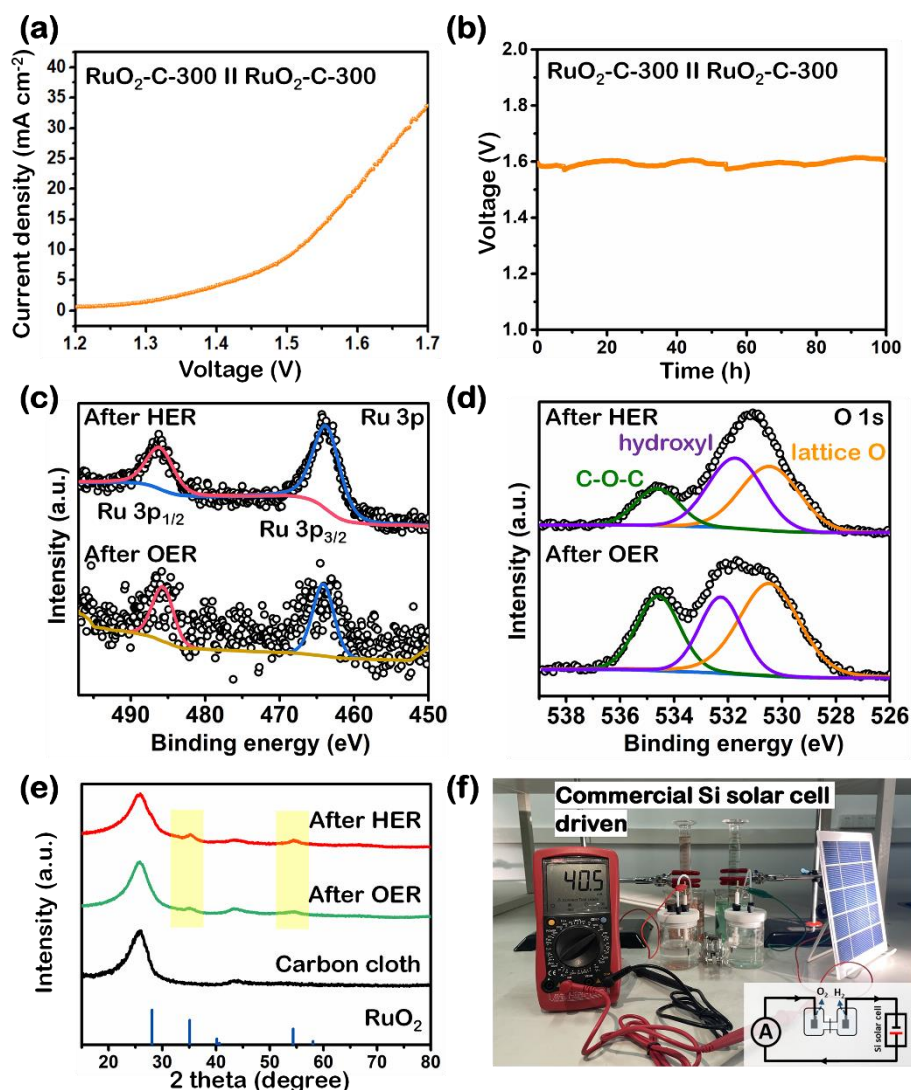 (a)
RuO₂-C-300 II RuO₂-C-300
Current density (mA cm⁻²)
40
35
30
25
20
15
10
5
0
1.2 1.3 1.4 1.5 1.6 1.7
Voltage (V)
(b)
RuO₂-C-300 II RuO₂-C-300
Voltage (V)
2.0
1.8
1.6
1.4
1.2
1.0
0 20 40 60 80 100
Time (h)
(c)
After HER
Ru 3p
Ru 3p₁/₂
Ru 3p₃/₂
After OER
Intensity (a.u.)
490 480 470 460 450
Binding energy (eV)
(d)
After HER
O 1s
hydroxyl
lattice O
C-O-C
After OER
Intensity (a.u.)
538 536 534 532 530 528 526
Binding energy (eV)
(e)
After HER
After OER
Carbon cloth
RuO₂
Intensity (a.u.)
20 30 40 50 60 70 80
2 theta (degree)
(f)
Commercial Si solar cell
driven
40.5
O₂ H₂
A
Si solar cell